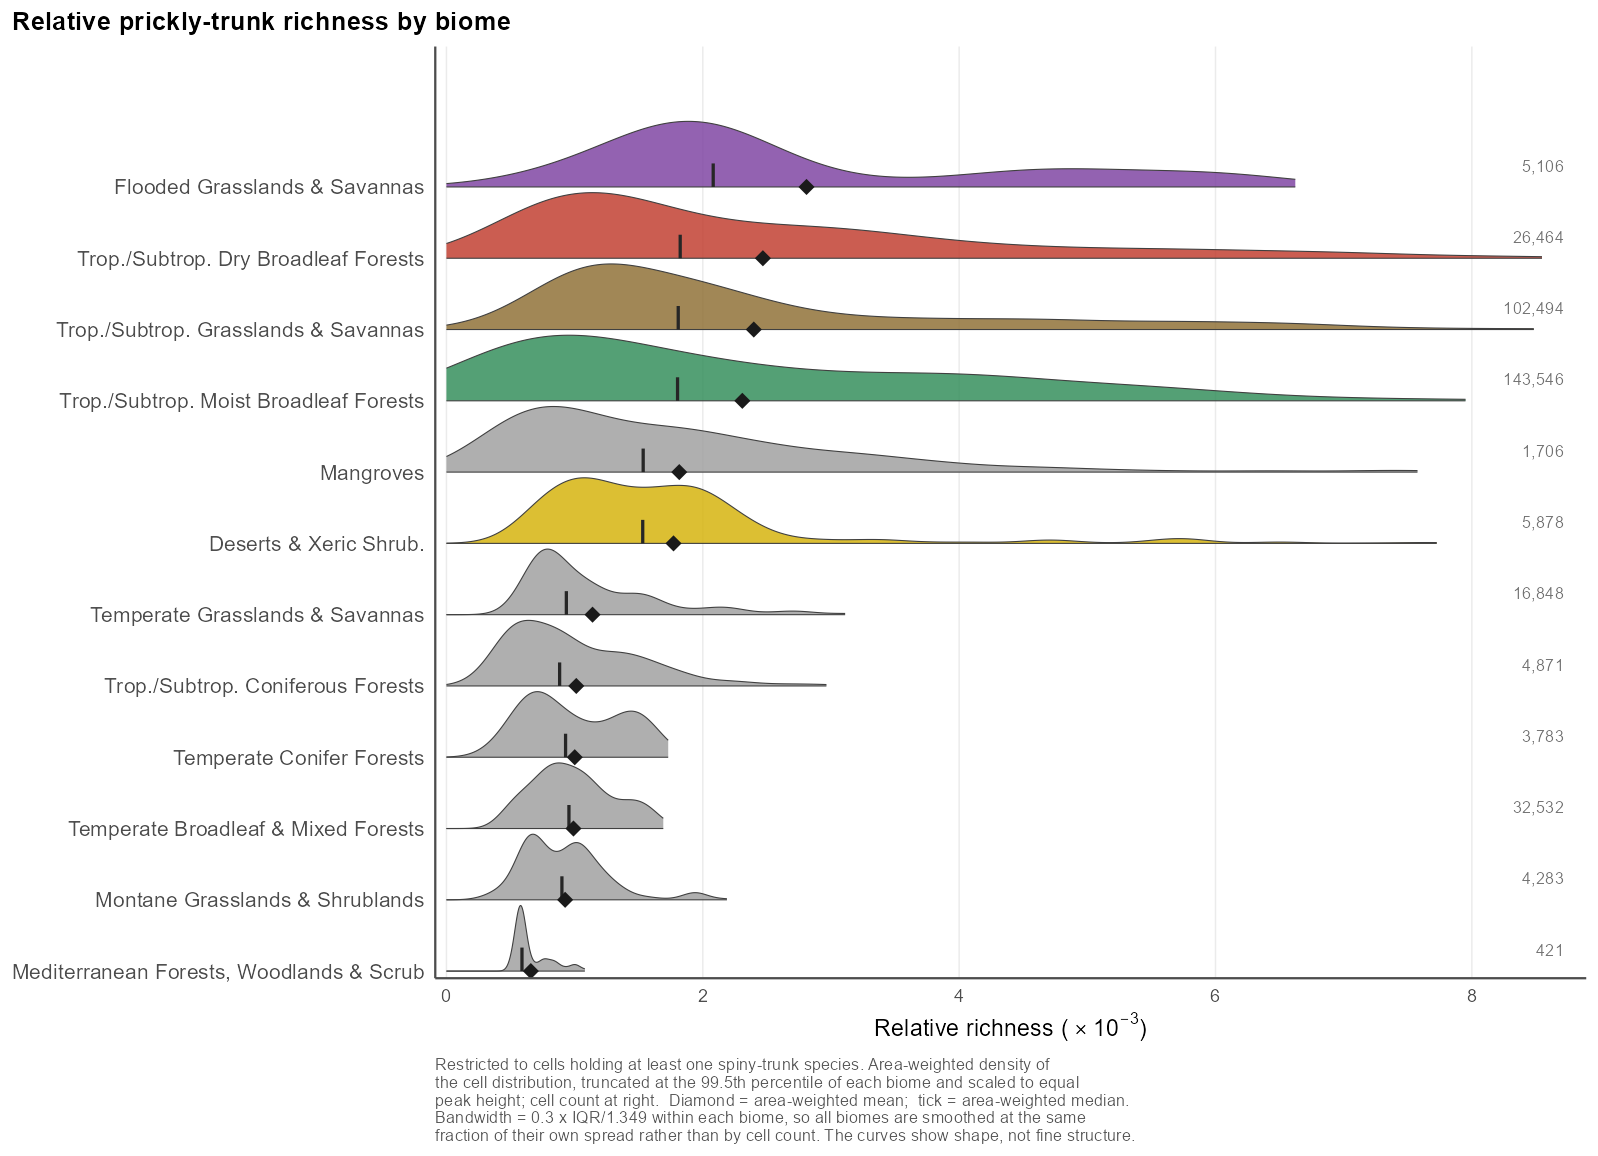 Relative prickly-trunk richness by biome
Flooded Grasslands & Savannas
5,106
Trop./Subtrop. Dry Broadleaf Forests
26,464
Trop./Subtrop. Grasslands & Savannas
102,494
Trop./Subtrop. Moist Broadleaf Forests
143,546
Mangroves
1,706
Deserts & Xeric Shrub.
5,878
Temperate Grasslands & Savannas
16,848
Trop./Subtrop. Coniferous Forests
4,871
Temperate Conifer Forests
3,783
Temperate Broadleaf & Mixed Forests
32,532
Montane Grasslands & Shrublands
4,283
Mediterranean Forests, Woodlands & Scrub
421
0 2 4 6 8
Relative richness ( × 10⁻³)
Restricted to cells holding at least one spiny-trunk species. Area-weighted density of
the cell distribution, truncated at the 99.5th percentile of each biome and scaled to equal
peak height; cell count at right.  Diamond = area-weighted mean;  tick = area-weighted median.
Bandwidth = 0.3 x IQR/1.349 within each biome, so all biomes are smoothed at the same
fraction of their own spread rather than by cell count. The curves show shape, not fine structure.